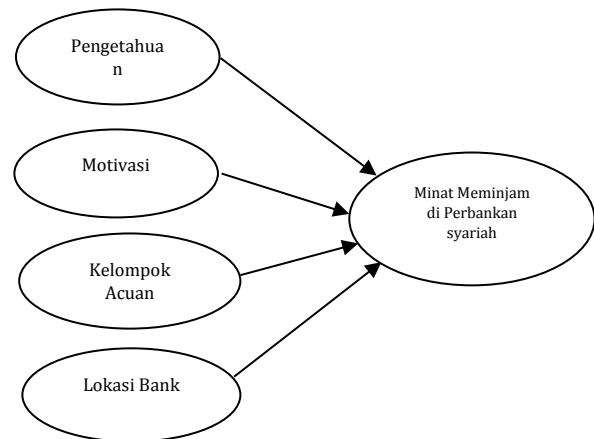 Pengetahua
n
Motivasi
Kelompok
Acuan
Lokasi Bank
Minat Meminjam
di Perbankan
syariah